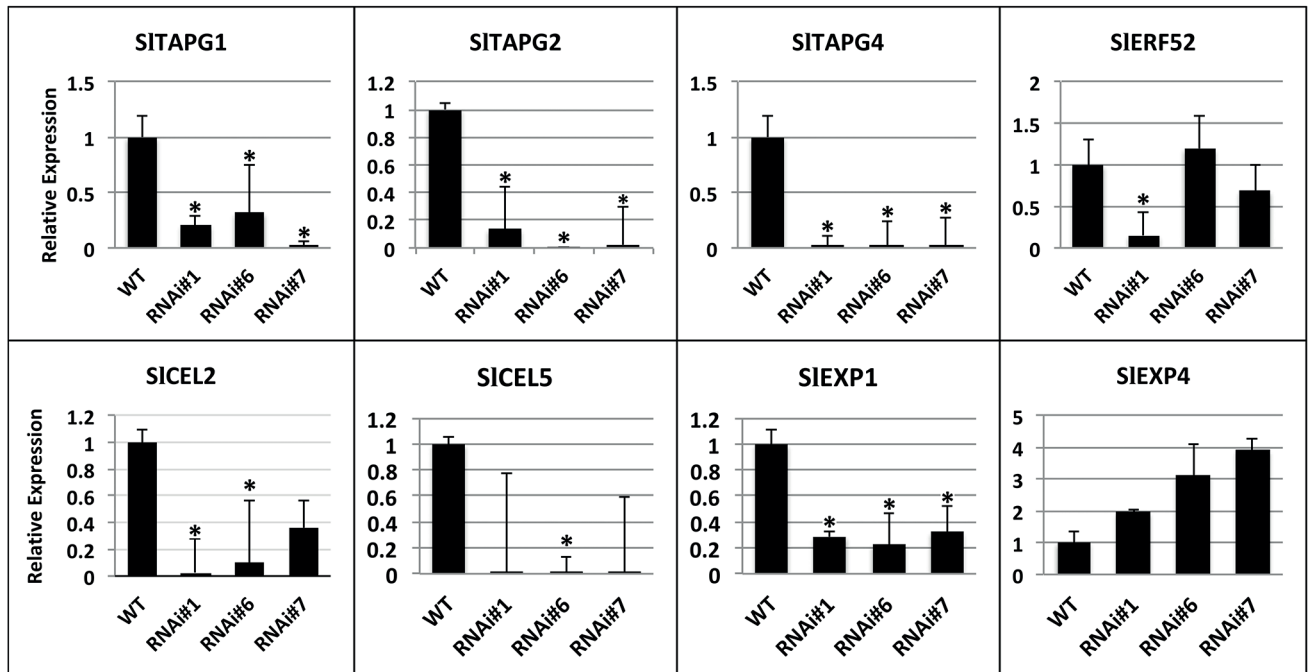 SlTAPG1
Relative Expression
1.5
1
0.5
0
*
*
*
WT
RNAi#1
RNAi#6
RNAi#7
SlTAPG2
1.2
1
0.8
0.6
0.4
0.2
0
*
*
*
WT
RNAi#1
RNAi#6
RNAi#7
SlTAPG4
1.5
1
0.5
0
*
*
*
WT
RNAi#1
RNAi#6
RNAi#7
SlERF52
2
1.5
1
0.5
0
*
WT
RNAi#1
RNAi#6
RNAi#7
SlCEL2
Relative Expression
1.2
1
0.8
0.6
0.4
0.2
0
*
*
WT
RNAi#1
RNAi#6
RNAi#7
SlCEL5
1.2
1
0.8
0.6
0.4
0.2
0
*
WT
RNAi#1
RNAi#6
RNAi#7
SlEXP1
1.2
1
0.8
0.6
0.4
0.2
0
*
*
*
WT
RNAi#1
RNAi#6
RNAi#7
SlEXP4
5
4
3
2
1
0
WT
RNAi#1
RNAi#6
RNAi#7